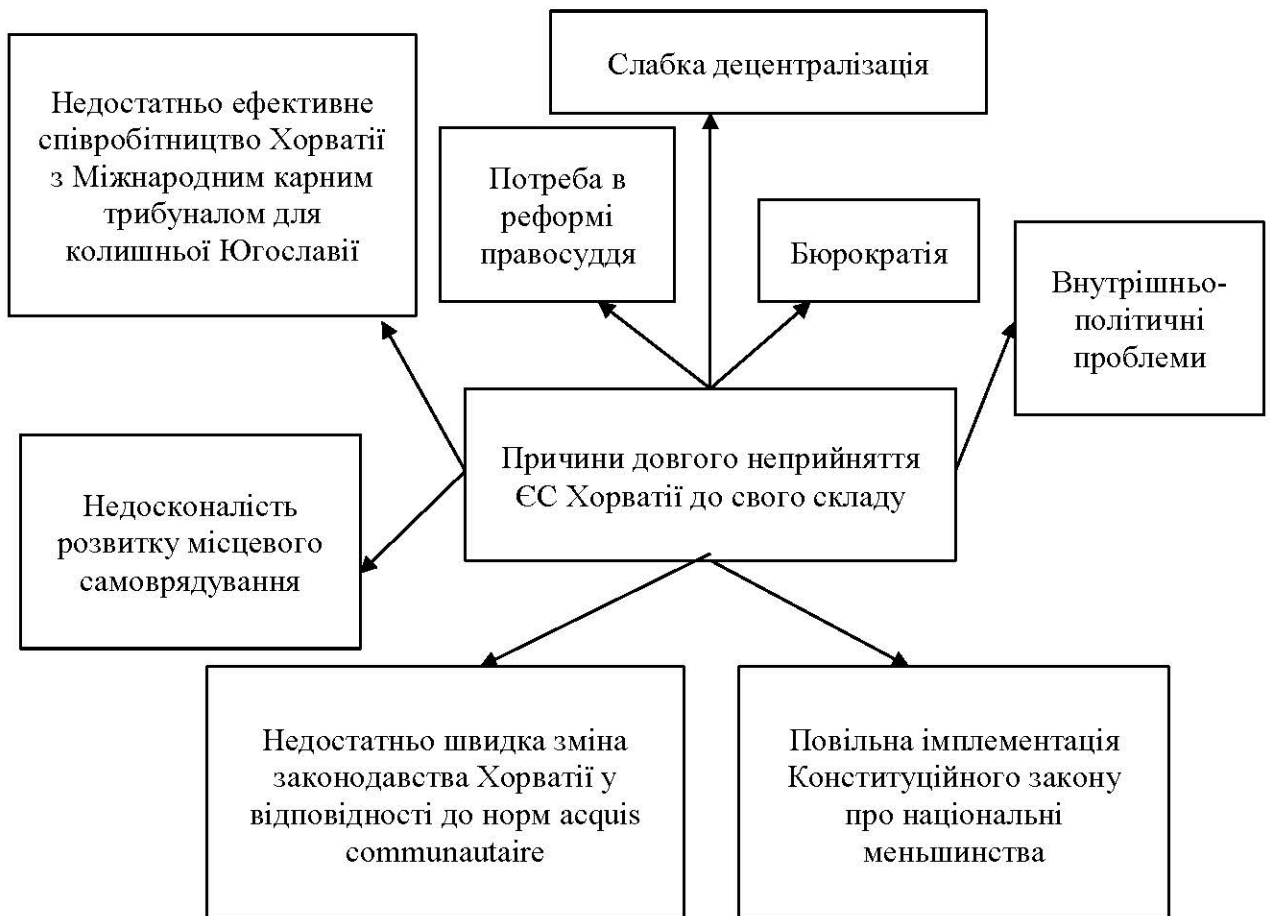 Слабка децентралізація
Недостатньо ефективне
співробітництво Хорватії
з Міжнародним карним
трибуналом для
колишньої Югославії
Потреба в
реформі
правосуддя
Бюрократія
Внутрішньо-
політичні
проблеми
Причини довгого неприйняття
ЄС Хорватії до свого складу
Недосконалість
розвитку місцевого
самоврядування
Недостатньо швидка зміна
законодавства Хорватії у
відповідності до норм acquis
communautaire
Повільна імплементація
Конституційного закону
про національні
меньшинства